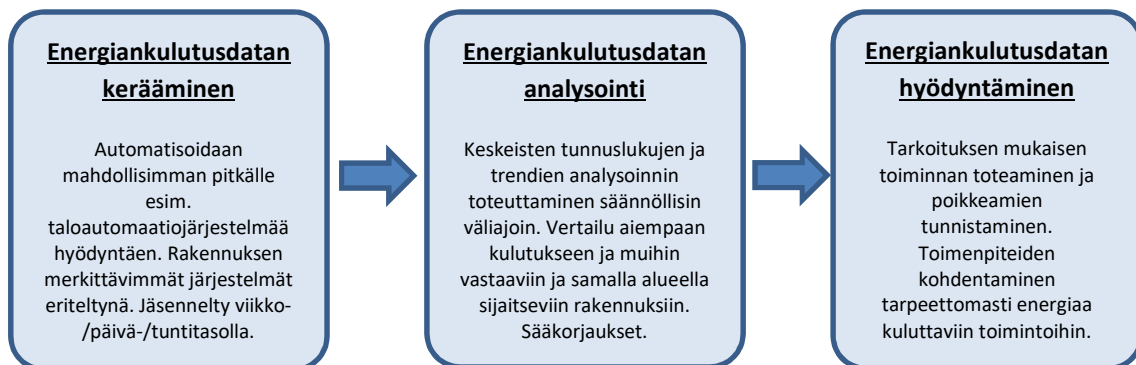 Energiankulutusdatan
kerääminen
Automatisoidaan
mahdollisimman pitkälle
esim.
taloautomaatiojärjestelmää
hyödyntäen. Rakennuksen
merkittävimmät järjestelmät
eriteltynä. Jäsennelty viikko-
/päivä-/tuntitasolla.
Energiankulutusdatan
analysointi
Keskeisten tunnuslukujen ja
trendien analysoinnin
toteuttaminen säännöllisin
väliajoin. Vertailu aiempaan
kulutukseen ja muihin
vastaaviin ja samalla alueella
sijaitseviin rakennuksiin.
Sääkorjaukset.
Energiankulutusdatan
hyödyntäminen
Tarkoituksen mukaisen
toiminnan toteaminen ja
poikkeamien
tunnistaminen.
Toimenpiteiden
kohdentaminen
tarpeettomasti energiaa
kuluttaviin toimintoihin.